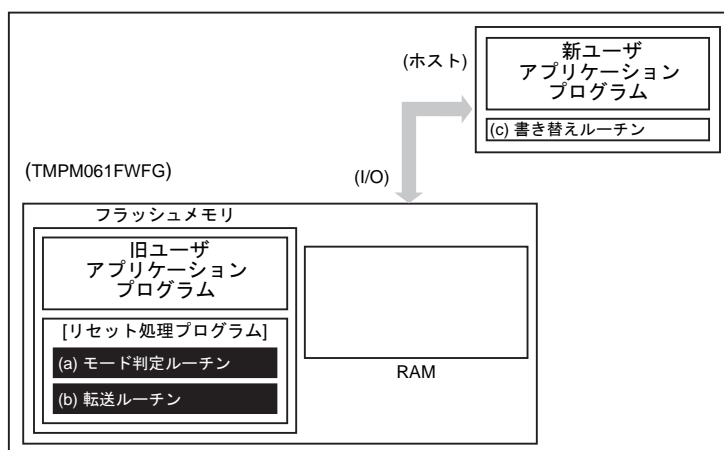 (ホスト)
新ユーザ
アプリケーション
プログラム
(c) 書き替えルーチン
(TMPM061FWFG)
(I/O)
フラッシュメモリ
旧ユーザ
アプリケーション
プログラム
[リセット処理プログラム]
(a) モード判定ルーチン
(b) 転送ルーチン
RAM